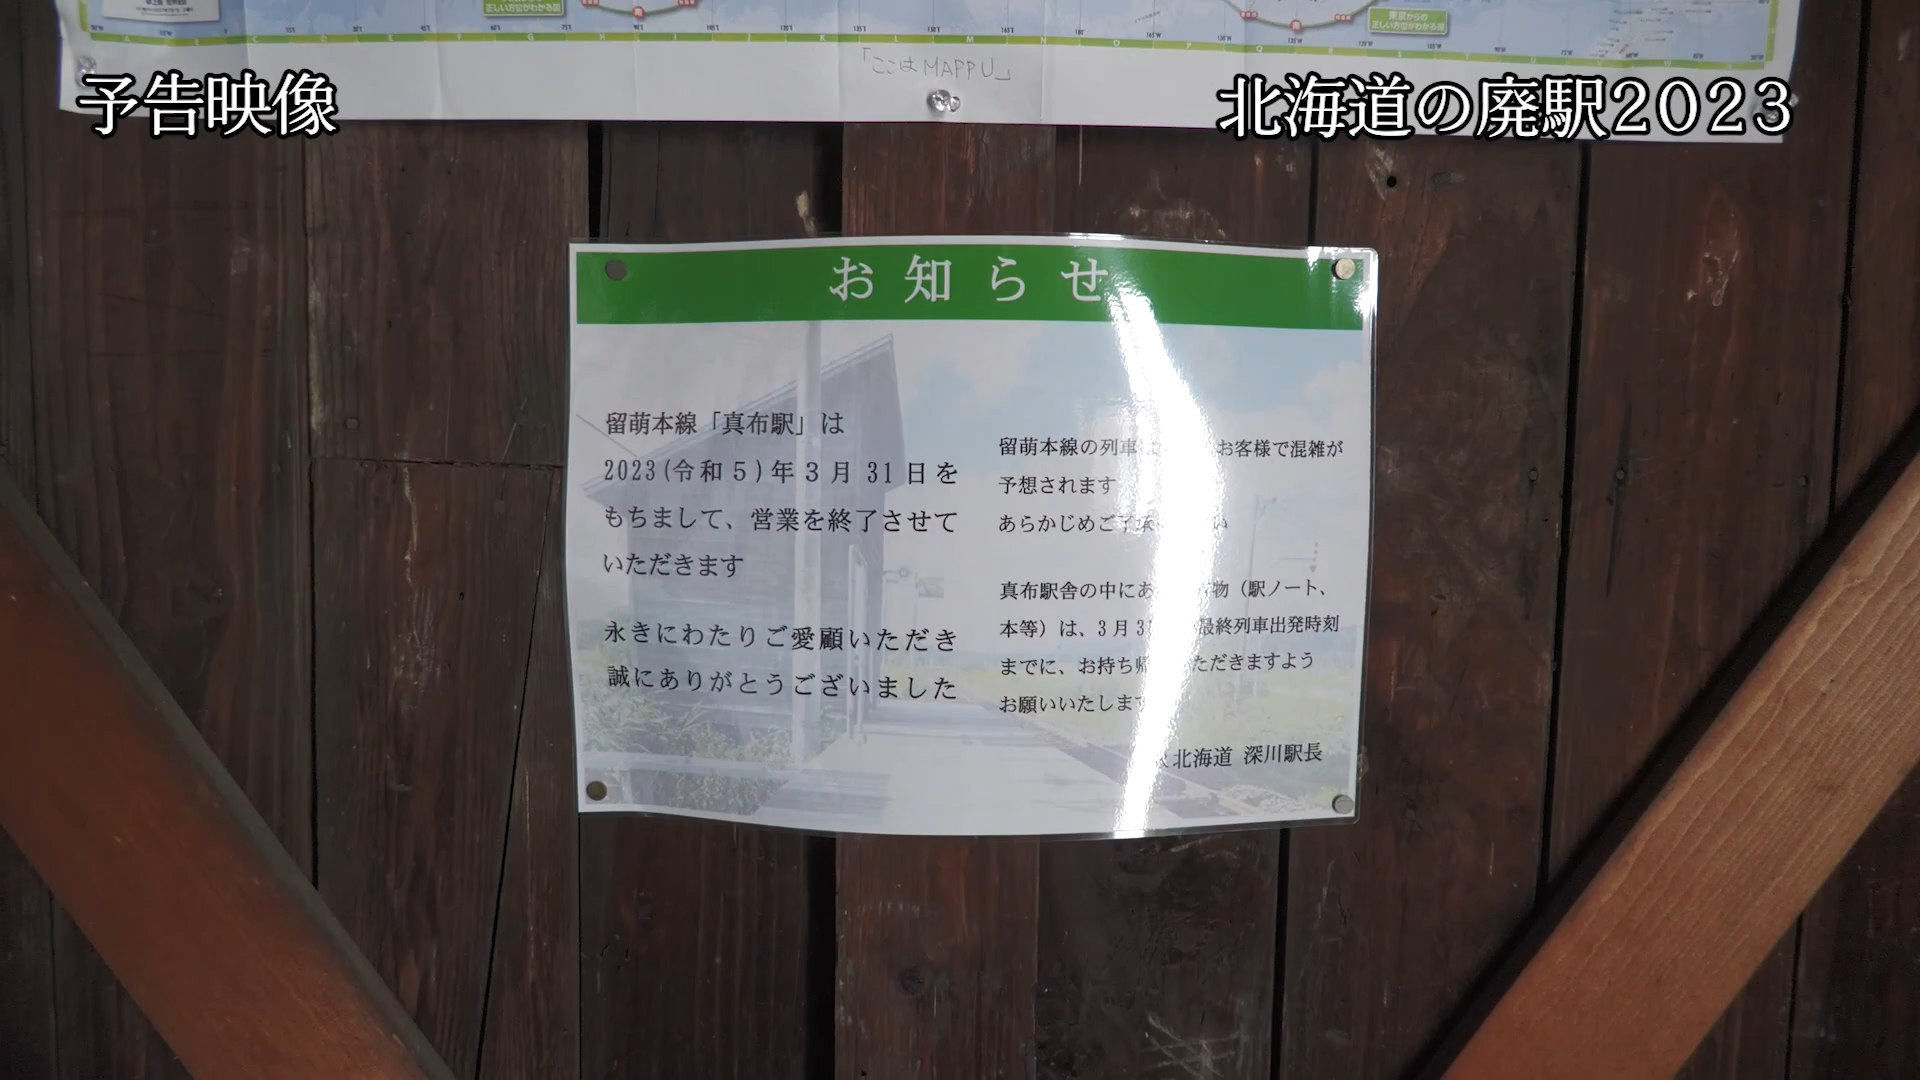 「ここはMAPPU」
予告映像
北海道の廃駅2023
お知らせ
留萌本線「真布駅」は
2023(令和5)年3月31日を
もちまして、営業を終了させて
いただきます
永きにわたりご愛顧いただき
誠にありがとうございました
留萌本線の列車 お客様で混雑が
予想されます
あらかじめご了承 い
真布駅舎の中にあ 物(駅ノート、
本等)は、3月3 最終列車出発時刻
までに、お持ち帰 ただきますよう
お願いいたします
北海道 深川駅長